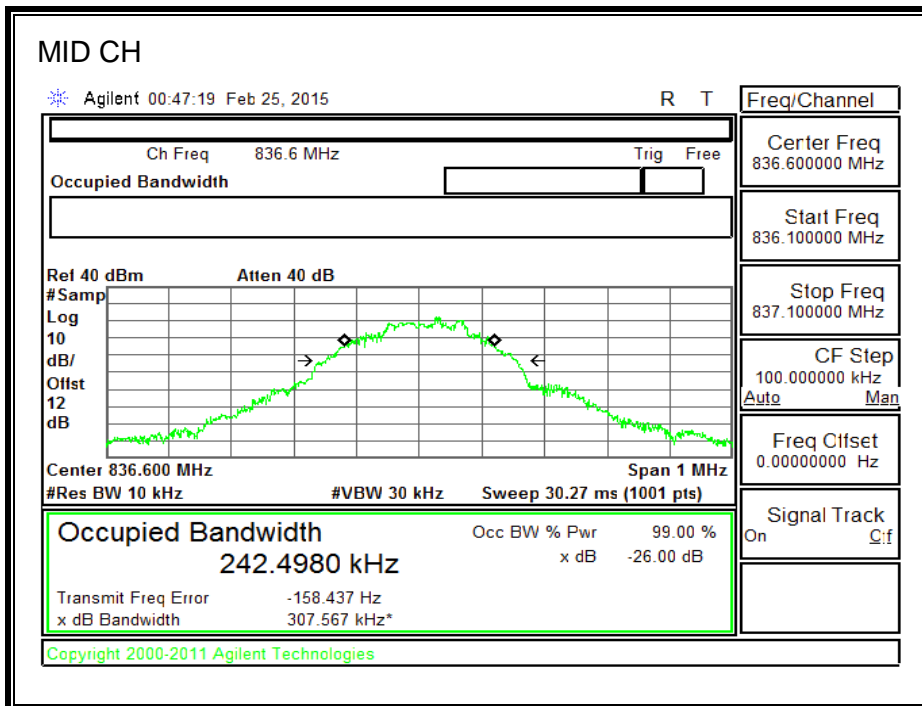 MID CH
Agilent 00:47:19 Feb 25, 2015 R T
Freq/Channel
Ch Freq 836.6 MHz Trig Free
Occupied Bandwidth
Center Freq
836.600000 MHz
Start Freq
836.100000 MHz
Stop Freq
837.100000 MHz
CF Step
100.000000 kHz
Auto Man
Freq Offset
0.00000000 Hz
Signal Track
On Off
Ref 40 dBm Atten 40 dB
#Samp
Log
10
dB/
Offst
12
dB
Center 836.600 MHz Span 1 MHz
#Res BW 10 kHz #VBW 30 kHz Sweep 30.27 ms (1001 pts)
Occupied Bandwidth
242.4980 kHz
Occ BW % Pwr 99.00 %
x dB -26.00 dB
Transmit Freq Error -158.437 Hz
x dB Bandwidth 307.567 kHz*
Copyright 2000-2011 Agilent Technologies